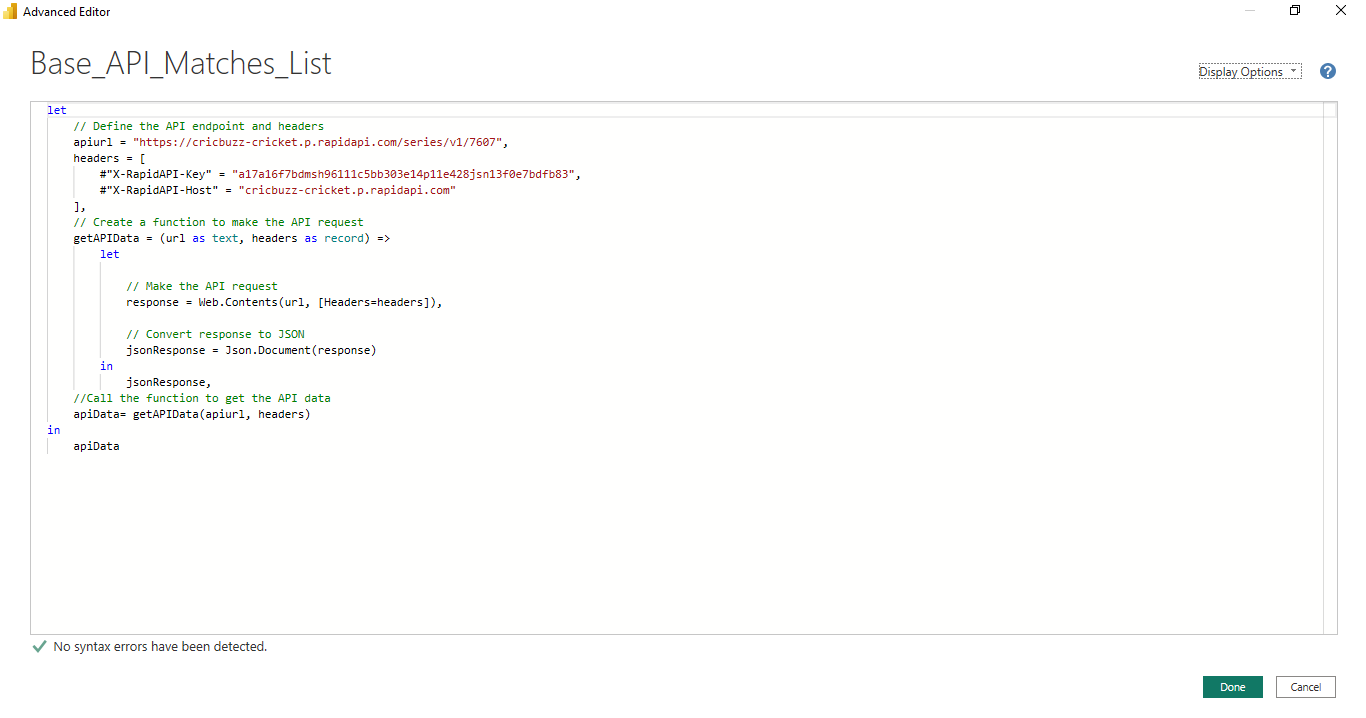 Advanced Editor
Base_API_Matches_List
Display Options
?
let
// Define the API endpoint and headers
apiurl = "https://cricbuzz-cricket.p.rapidapi.com/series/v1/7607",
headers = [
#"X-RapidAPI-Key" = "a17a16f7bdmsh96111c5bb303e14p11e428jsn13f0e7bdfb83",
#"X-RapidAPI-Host" = "cricbuzz-cricket.p.rapidapi.com"
],
// Create a function to make the API request
getAPIData = (url as text, headers as record) =>
let
// Make the API request
response = Web.Contents(url, [Headers=headers]),
// Convert response to JSON
jsonResponse = Json.Document(response)
in
jsonResponse,
//Call the function to get the API data
apiData= getAPIData(apiurl, headers)
in
apiData
No syntax errors have been detected.
Done
Cancel